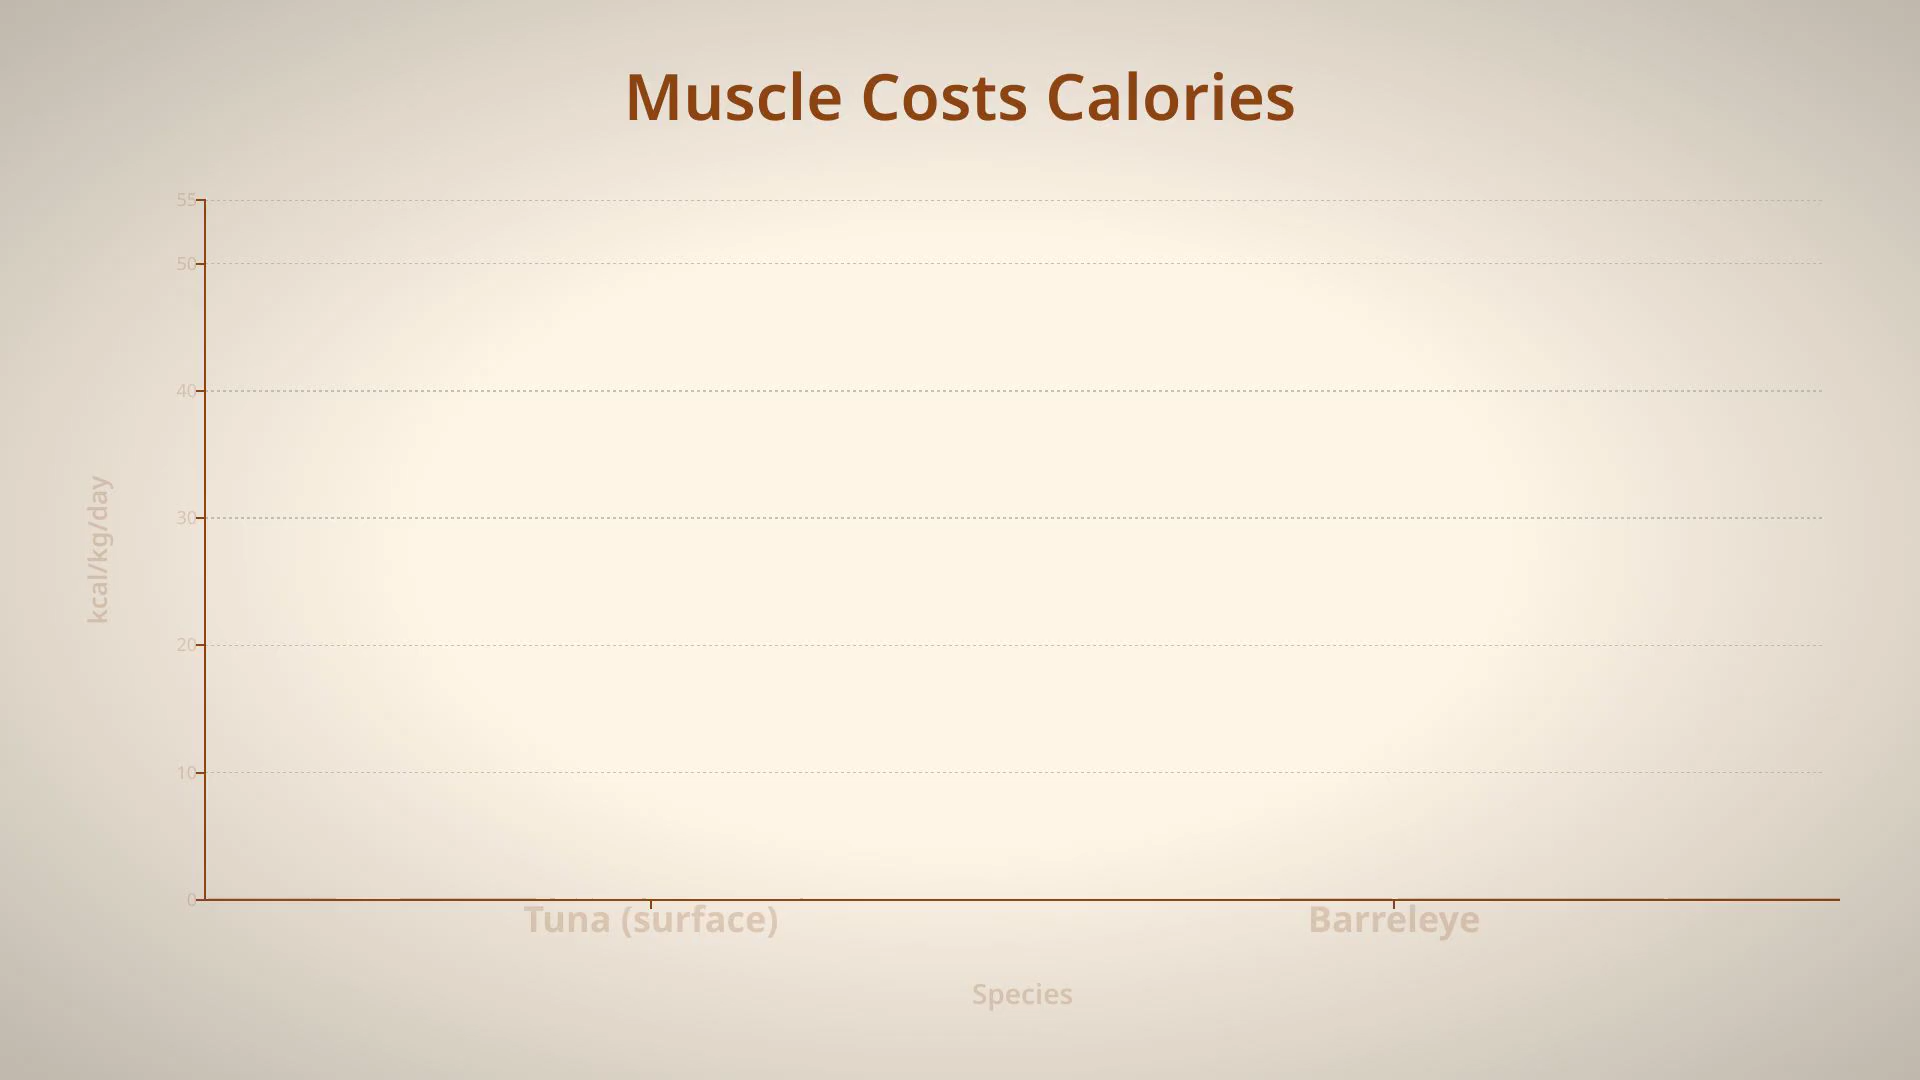 Muscle Costs Calories
55
50
40
30
20
10
0
kcal/kg/day
Tuna (surface)
Barreleye
Species